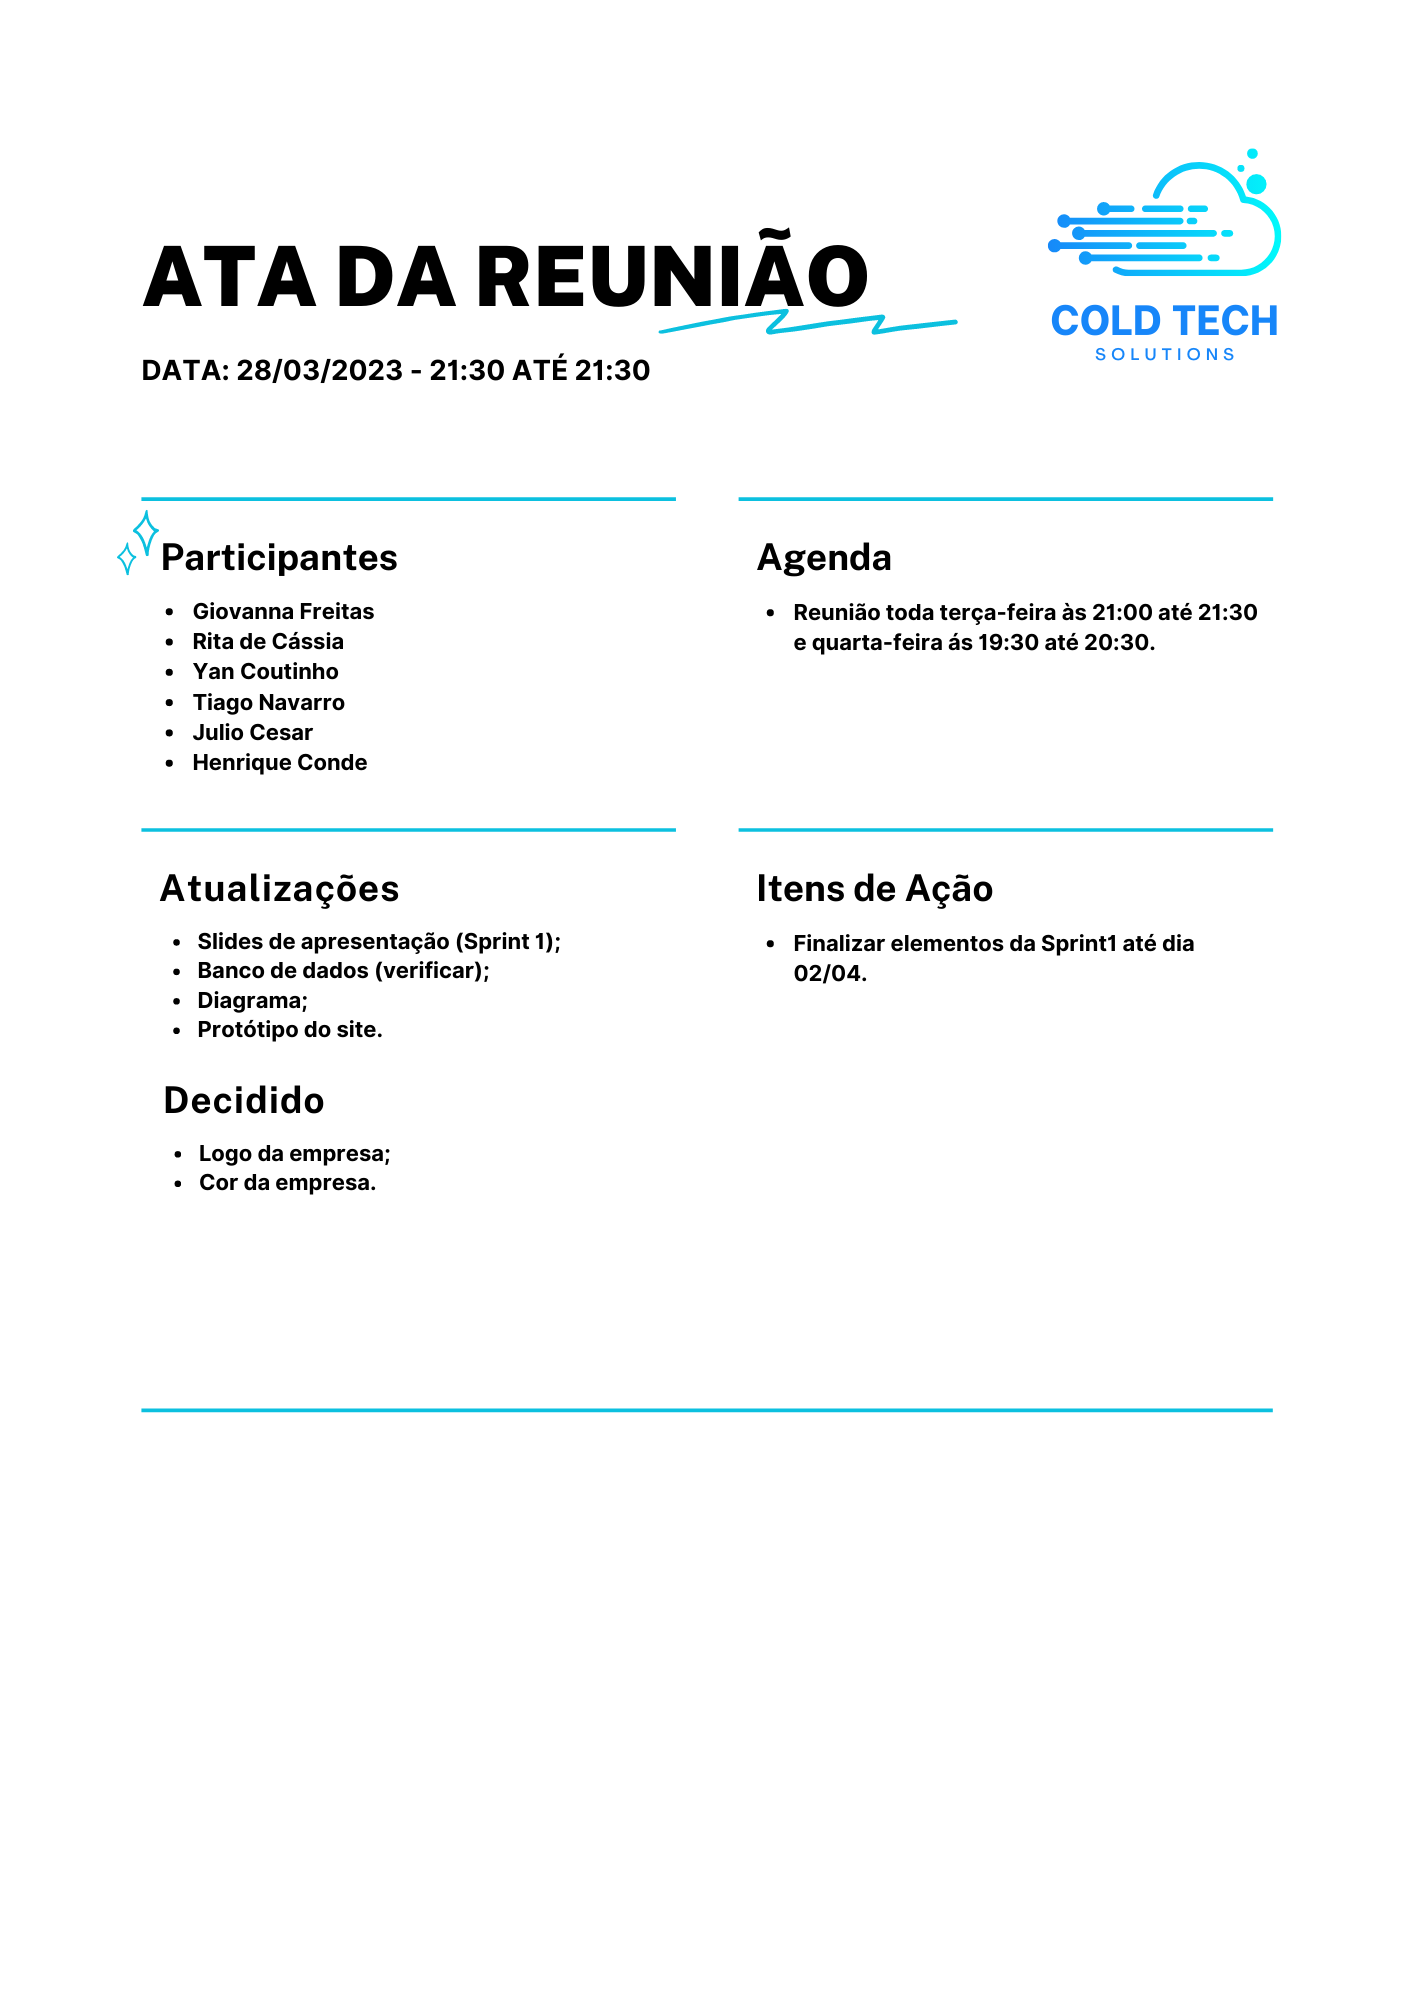 ATA DA REUNIÃO
COLD TECH
SOLUTIONS
DATA: 28/03/2023 - 21:30 ATÉ 21:30
Participantes
• Giovanna Freitas
• Rita de Cássia
• Yan Coutinho
• Tiago Navarro
• Julio Cesar
• Henrique Conde
Agenda
• Reunião toda terça-feira às 21:00 até 21:30
e quarta-feira ás 19:30 até 20:30.
Atualizações
• Slides de apresentação (Sprint 1);
• Banco de dados (verificar);
• Diagrama;
• Protótipo do site.
Decidido
• Logo da empresa;
• Cor da empresa.
Itens de Ação
• Finalizar elementos da Sprint1 até dia
02/04.